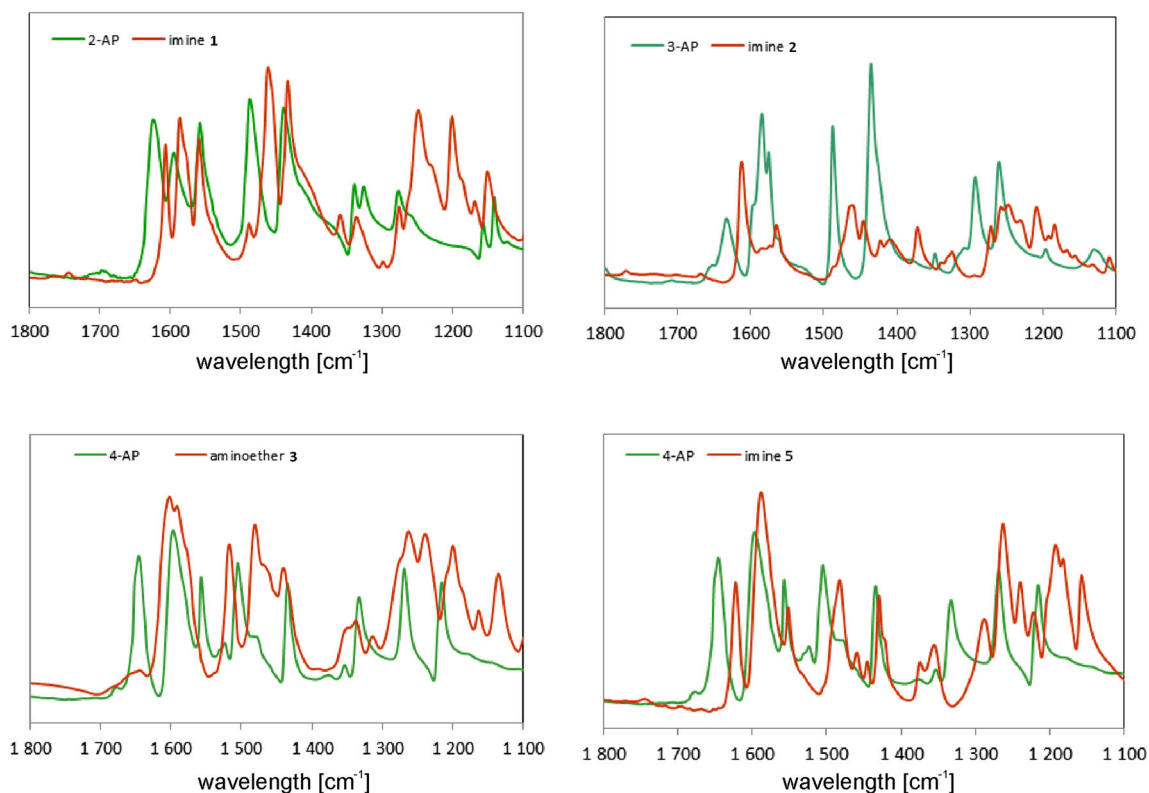 2-AP imine 1
1800 1700 1600 1500 1400 1300 1200 1100
wavelength [cm-1]
3-AP imine 2
1800 1700 1600 1500 1400 1300 1200 1100
wavelength [cm-1]
4-AP aminoether 3
1 800 1 700 1 600 1 500 1 400 1 300 1 200 1 100
wavelength [cm-1]
4-AP imine 5
1 800 1 700 1 600 1 500 1 400 1 300 1 200 1 100
wavelength [cm-1]